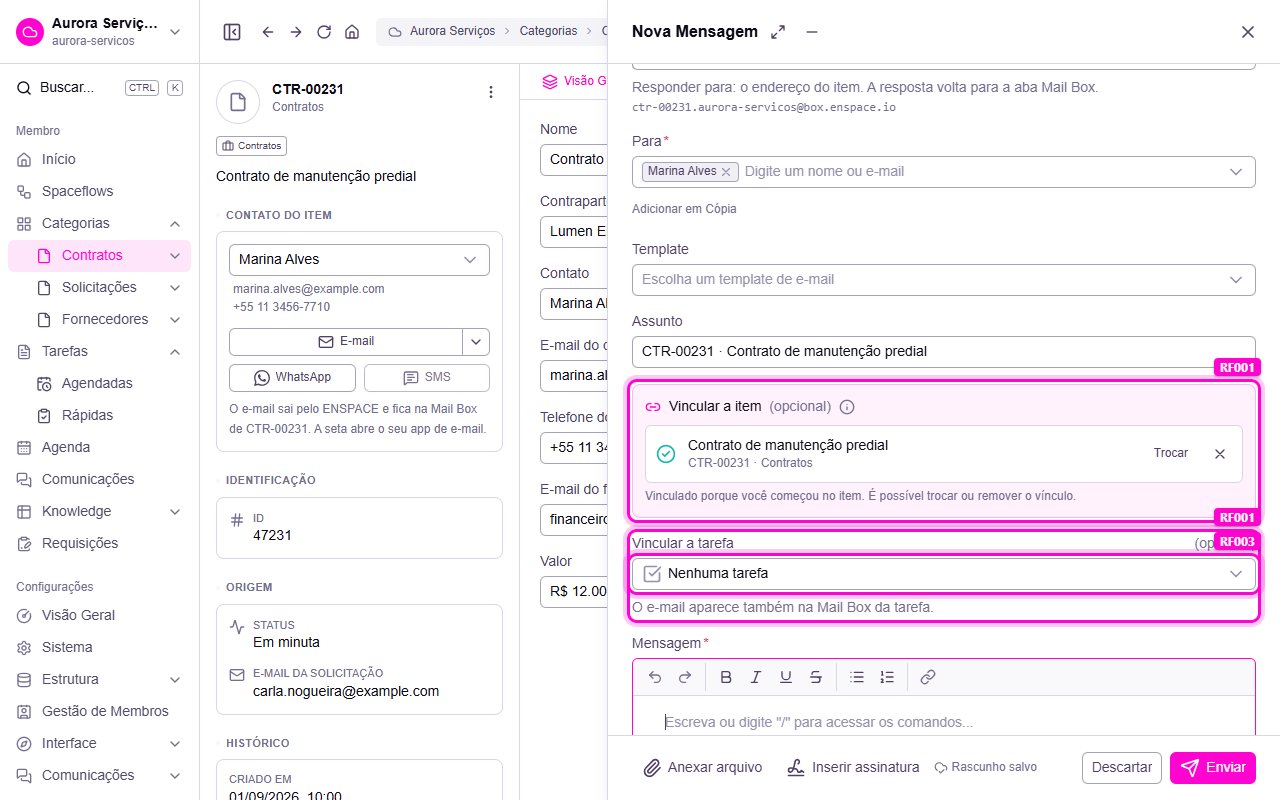 Aurora Serviç...
aurora-servicos
Buscar...
CTRL K
Membro
Início
Spaceflows
Categorias
Contratos
Solicitações
Fornecedores
Tarefas
Agendadas
Rápidas
Agenda
Comunicações
Knowledge
Requisições
Configurações
Visão Geral
Sistema
Estrutura
Gestão de Membros
Interface
Comunicações
Aurora Serviços > Categorias > C
CTR-00231
Contratos
Contratos
Contrato de manutenção predial
CONTATO DO ITEM
Marina Alves
marina.alves@example.com
+55 11 3456-7710
E-mail
WhatsApp
SMS
O e-mail sai pelo ENSPACE e fica na Mail Box
de CTR-00231. A seta abre o seu app de e-mail.
IDENTIFICAÇÃO
ID
47231
ORIGEM
STATUS
Em minuta
E-MAIL DA SOLICITAÇÃO
carla.nogueira@example.com
HISTÓRICO
CRIADO EM
01/09/2026, 10:00
Visão G
Nome
Contrato
Contrapart
Lumen E
Contato
Marina Al
E-mail do c
marina.al
Telefone do
+55 11 34
E-mail do f
financeiro
Valor
R$ 12.00
Nova Mensagem
Responder para: o endereço do item. A resposta volta para a aba Mail Box.
ctr-00231.aurora-servicos@box.enspace.io
Para*
Marina Alves
Digite um nome ou e-mail
Adicionar em Cópia
Template
Escolha um template de e-mail
Assunto
CTR-00231 · Contrato de manutenção predial
RF001
Vincular a item (opcional)
Contrato de manutenção predial
CTR-00231 · Contratos
Trocar
Vinculado porque você começou no item. É possível trocar ou remover o vínculo.
RF001
Vincular a tarefa
(op
RF003
Nenhuma tarefa
O e-mail aparece também na Mail Box da tarefa.
Mensagem*
B I U S
Escreva ou digite "/" para acessar os comandos...
Anexar arquivo
Inserir assinatura
Rascunho salvo
Descartar
Enviar